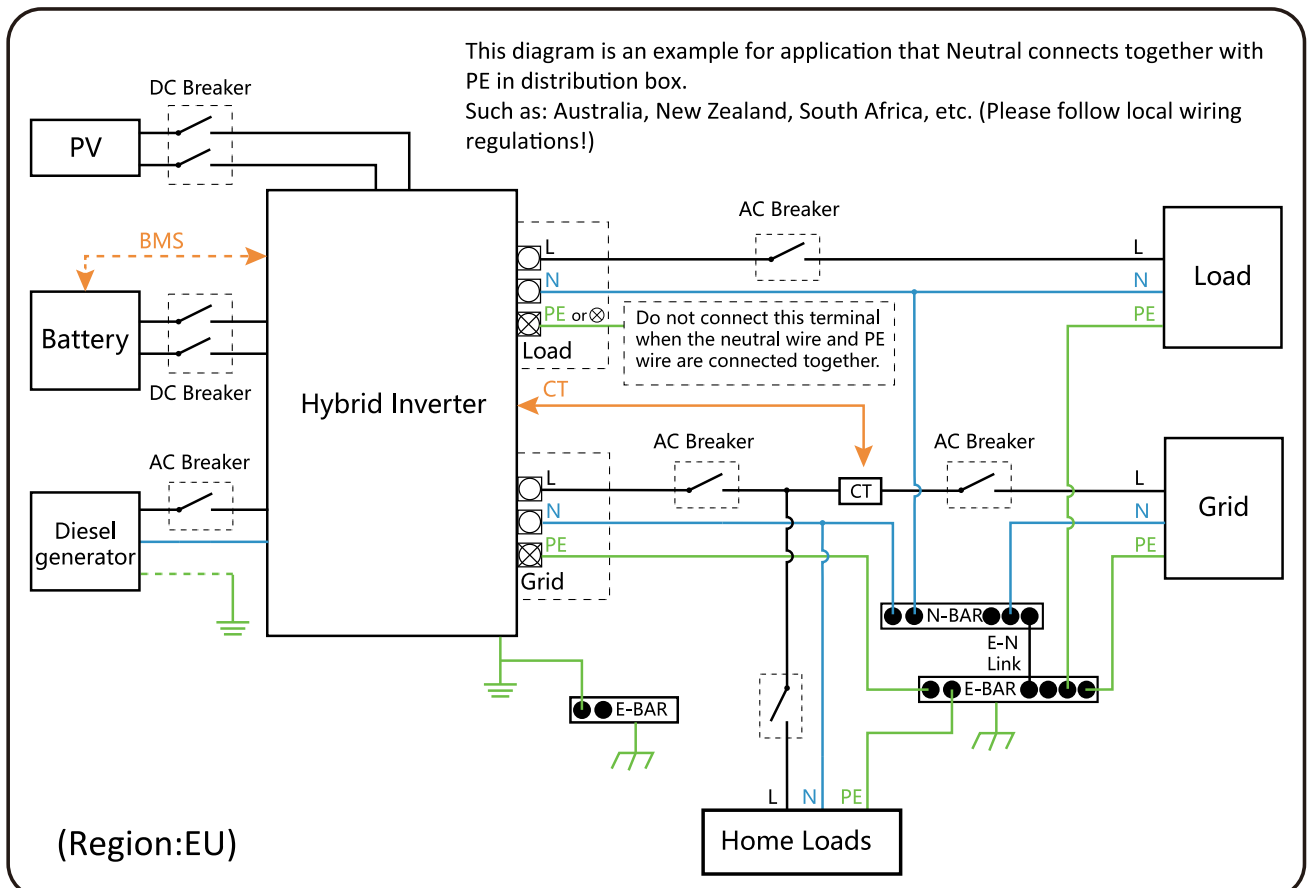 This diagram is an example for application that Neutral connects together with
PE in distribution box.
Such as: Australia, New Zealand, South Africa, etc. (Please follow local wiring
regulations!)
DC Breaker
PV
BMS
Battery
DC Breaker
AC Breaker
Diesel
generator
Hybrid Inverter
L
N
PE or ⊗
Load
AC Breaker
L
N
PE
Load
Do not connect this terminal
when the neutral wire and PE
wire are connected together.
CT
L
N
PE
Grid
AC Breaker
CT
AC Breaker
L
N
PE
Grid
N-BAR
E-N
Link
E-BAR
E-BAR
L
N
PE
Home Loads
(Region:EU)